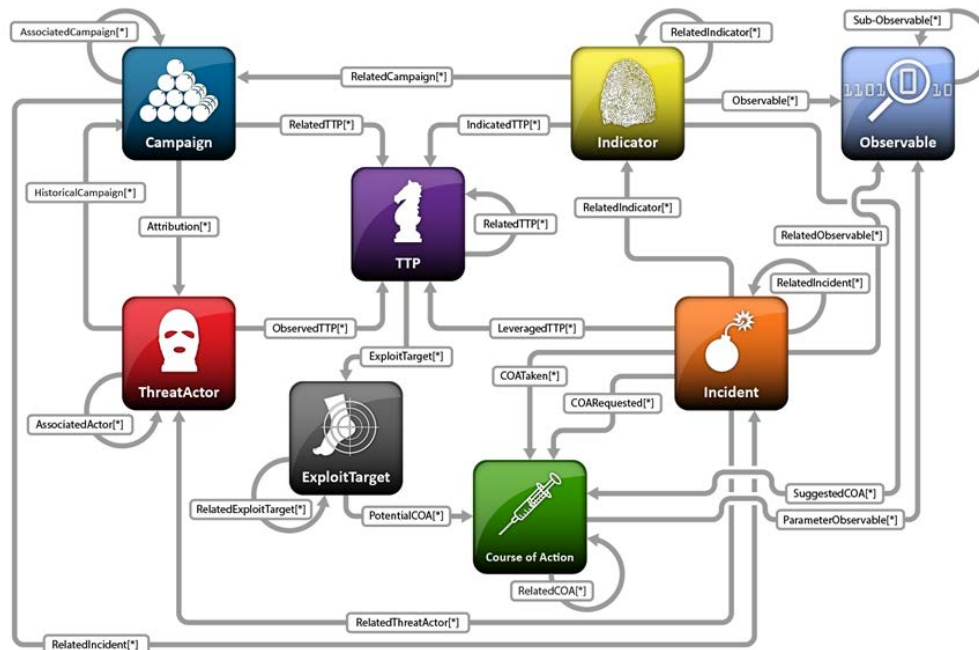 AssociatedCampaign[*]
RelatedIndicator[*]
Sub-Observable[*]
RelatedCampaign[*]
1101 0 10
Observable[*]
Campaign
RelatedTTP[*]
IndicatedTTP[*]
Indicator
Observable
HistoricalCampaign[*]
RelatedIndicator[*]
Attribution[*]
RelatedTTP[*]
RelatedObservable[*]
TTP
RelatedIncident[*]
ObservedTTP[*]
LeveragedTTP[*]
ExploitTarget[*]
COATaken[*]
ThreatActor
Incident
COARequested[*]
AssociatedActor[*]
ExploitTarget
SuggestedCOA[*]
RelatedExploitTarget[*]
PotentialCOA[*]
ParameterObservable[*]
Course of Action
RelatedCOA[*]
RelatedThreatActor[*]
RelatedIncident[*]